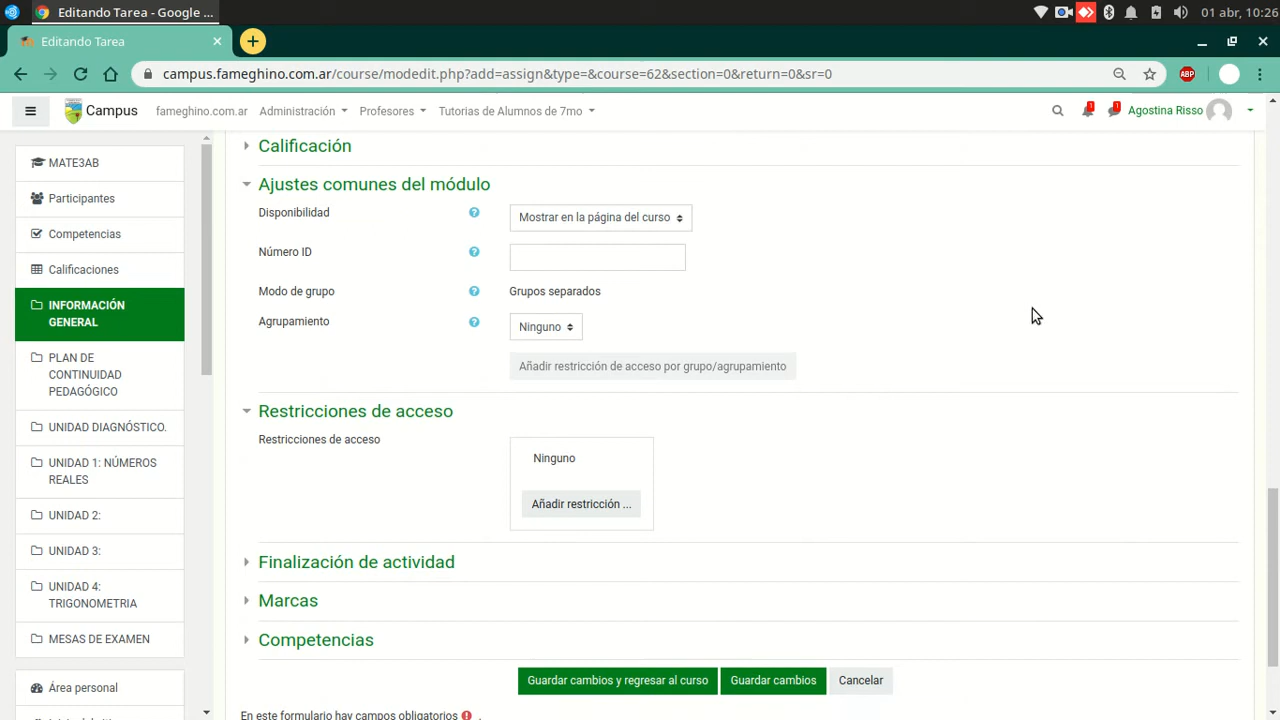 Editando Tarea - Google ...
01 abr, 10:26
Editando Tarea
campus.fameghino.com.ar/course/modedit.php?add=assign&type=&course=62&section=0&return=0&sr=0
ABP
Campus
fameghino.com.ar
Administración
Profesores
Tutorias de Alumnos de 7mo
1
1
Agostina Risso
MATE3AB
Participantes
Competencias
Calificaciones
INFORMACIÓN
GENERAL
PLAN DE
CONTINUIDAD
PEDAGÓGICO
UNIDAD DIAGNÓSTICO.
UNIDAD 1: NÚMEROS
REALES
UNIDAD 2:
UNIDAD 3:
UNIDAD 4:
TRIGONOMETRIA
MESAS DE EXAMEN
Área personal
Calificación
Ajustes comunes del módulo
Disponibilidad
Mostrar en la página del curso
Número ID
Modo de grupo
Grupos separados
Agrupamiento
Ninguno
Añadir restricción de acceso por grupo/agrupamiento
Restricciones de acceso
Restricciones de acceso
Ninguno
Añadir restricción ...
Finalización de actividad
Marcas
Competencias
Guardar cambios y regresar al curso
Guardar cambios
Cancelar
En este formulario hay campos obligatorios